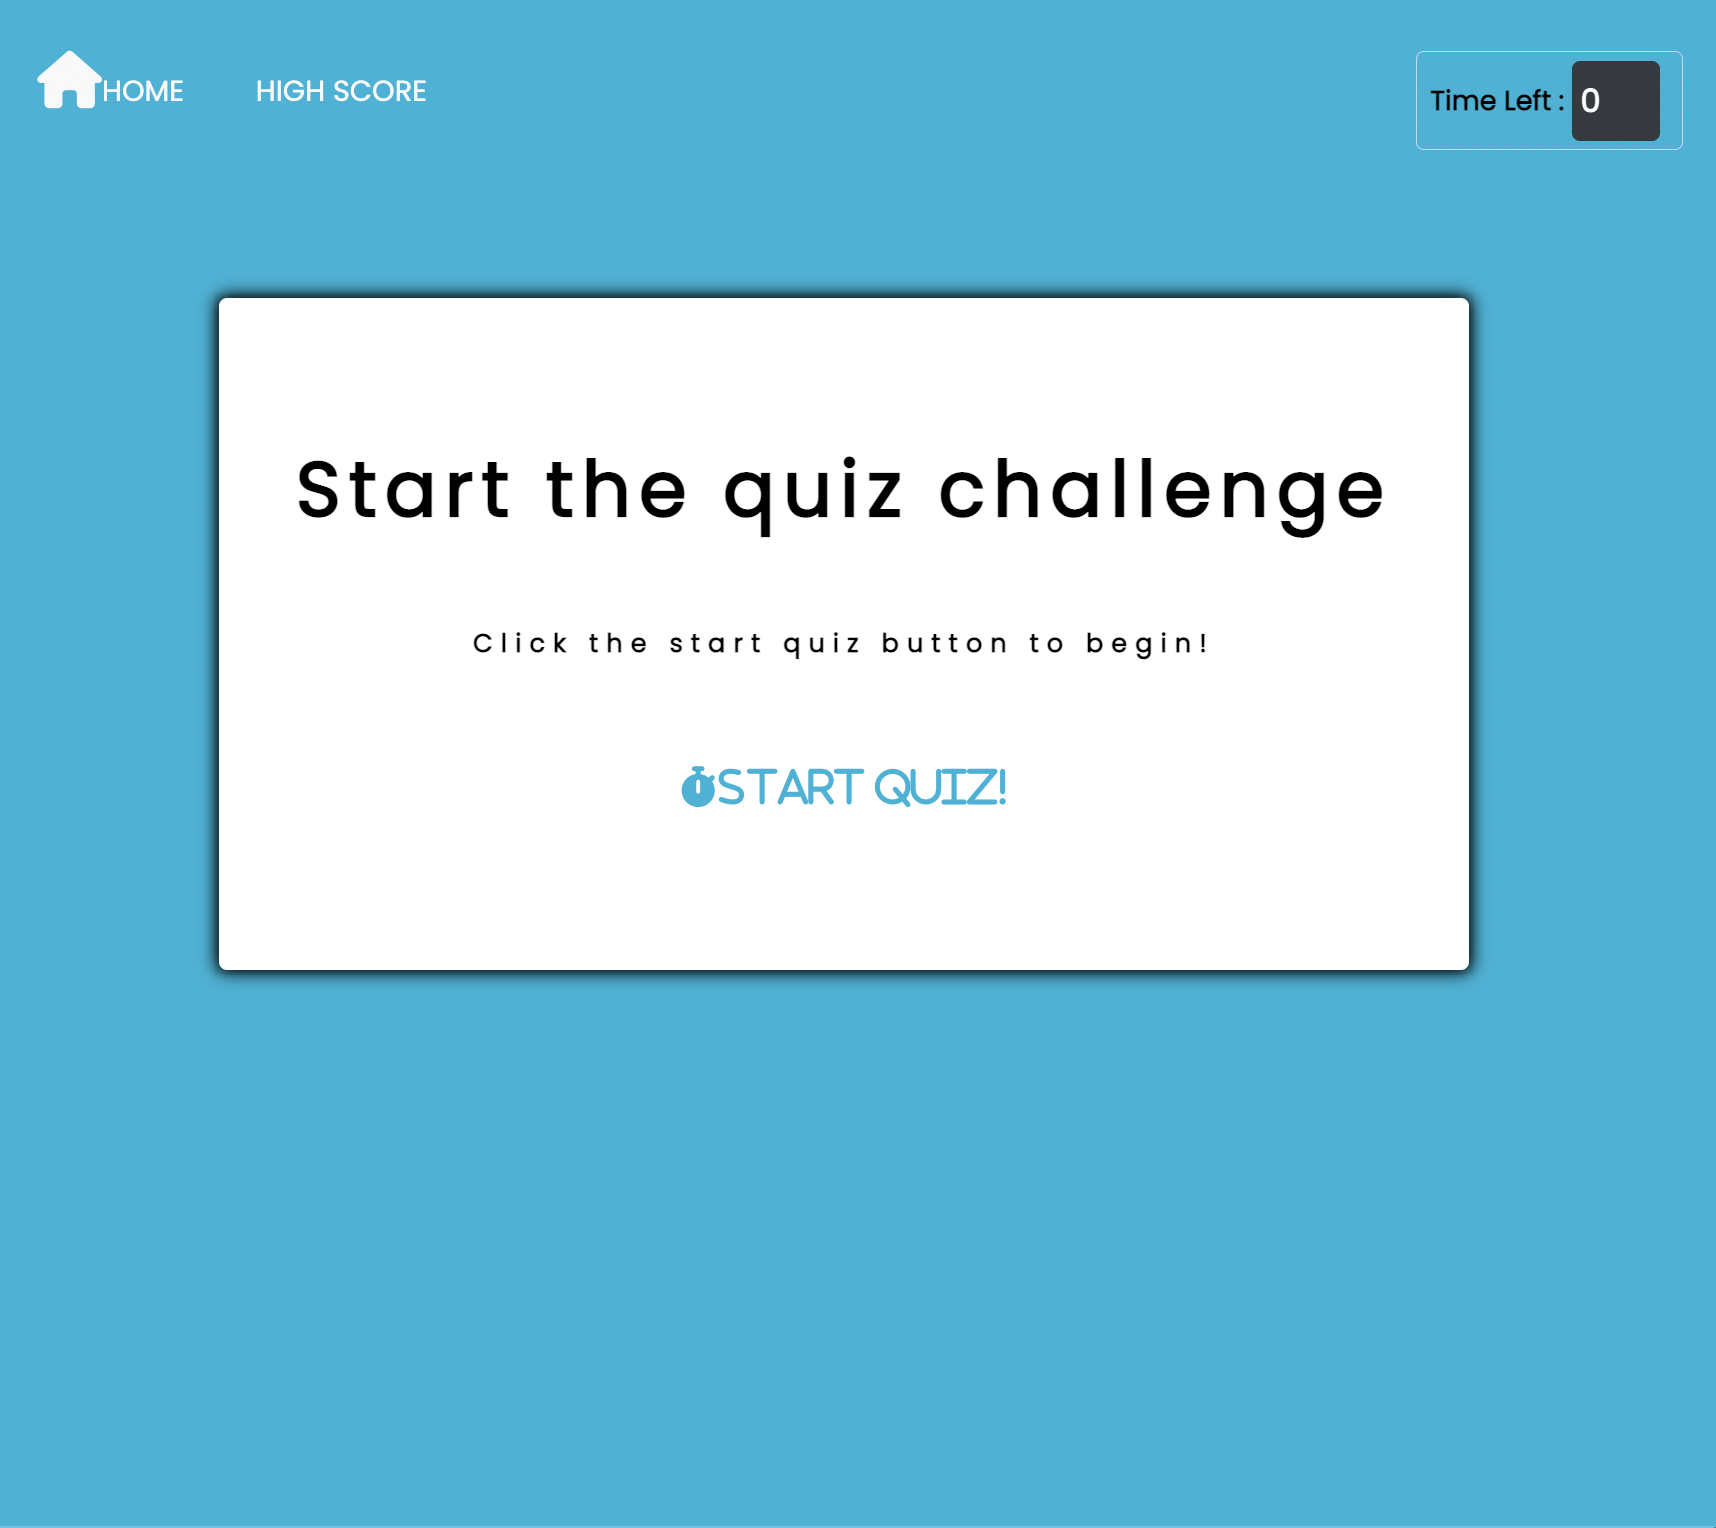 HOME HIGH SCORE
Time Left : 0
Start the quiz challenge
Click the start quiz button to begin!
START QUIZ!